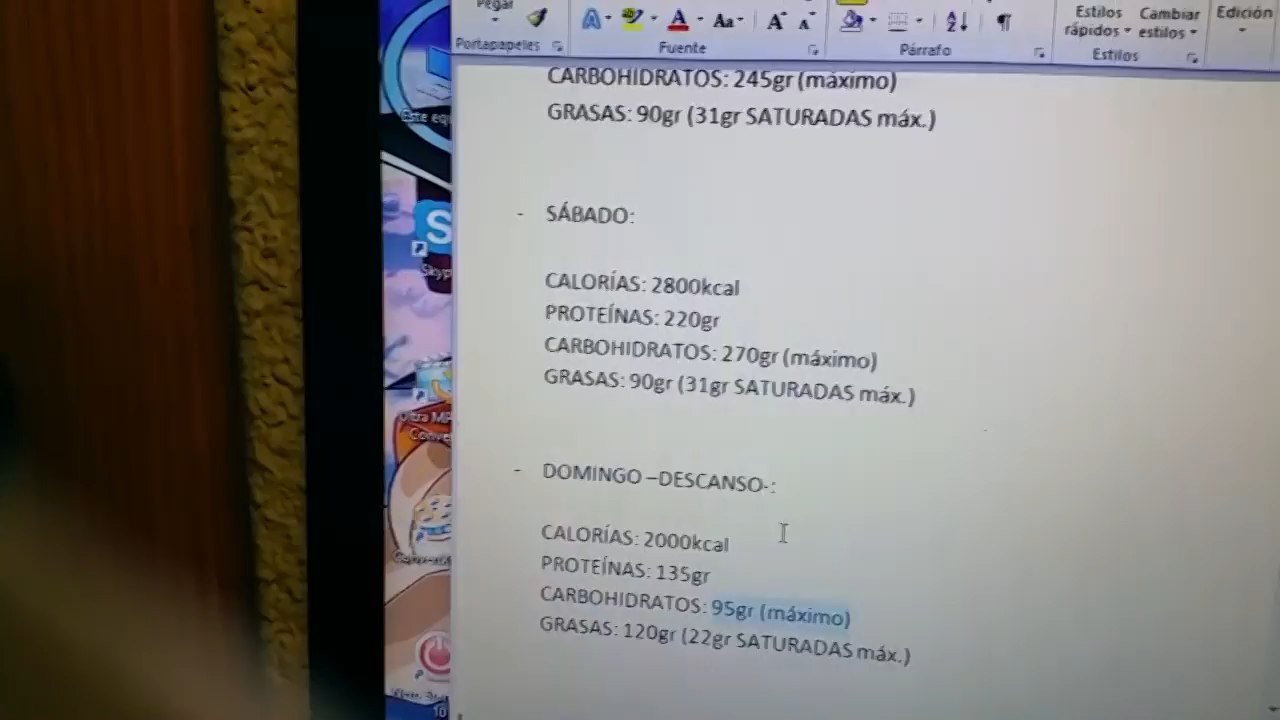 Pegar
Portapapeles
Aa
A
A
Fuente
Párrafo
Estilos
rápidos
Cambiar
estilos
Estilos
Edición
Este
CARBOHIDRATOS: 245gr (máximo)
GRASAS: 90gr (31gr SATURADAS máx.)
- SÁBADO:
CALORÍAS: 2800kcal
PROTEÍNAS: 220gr
CARBOHIDRATOS: 270gr (máximo)
GRASAS: 90gr (31gr SATURADAS máx.)
- DOMINGO –DESCANSO-:
CALORÍAS: 2000kcal
PROTEÍNAS: 135gr
CARBOHIDRATOS: 95gr (máximo)
GRASAS: 120gr (22gr SATURADAS máx.)